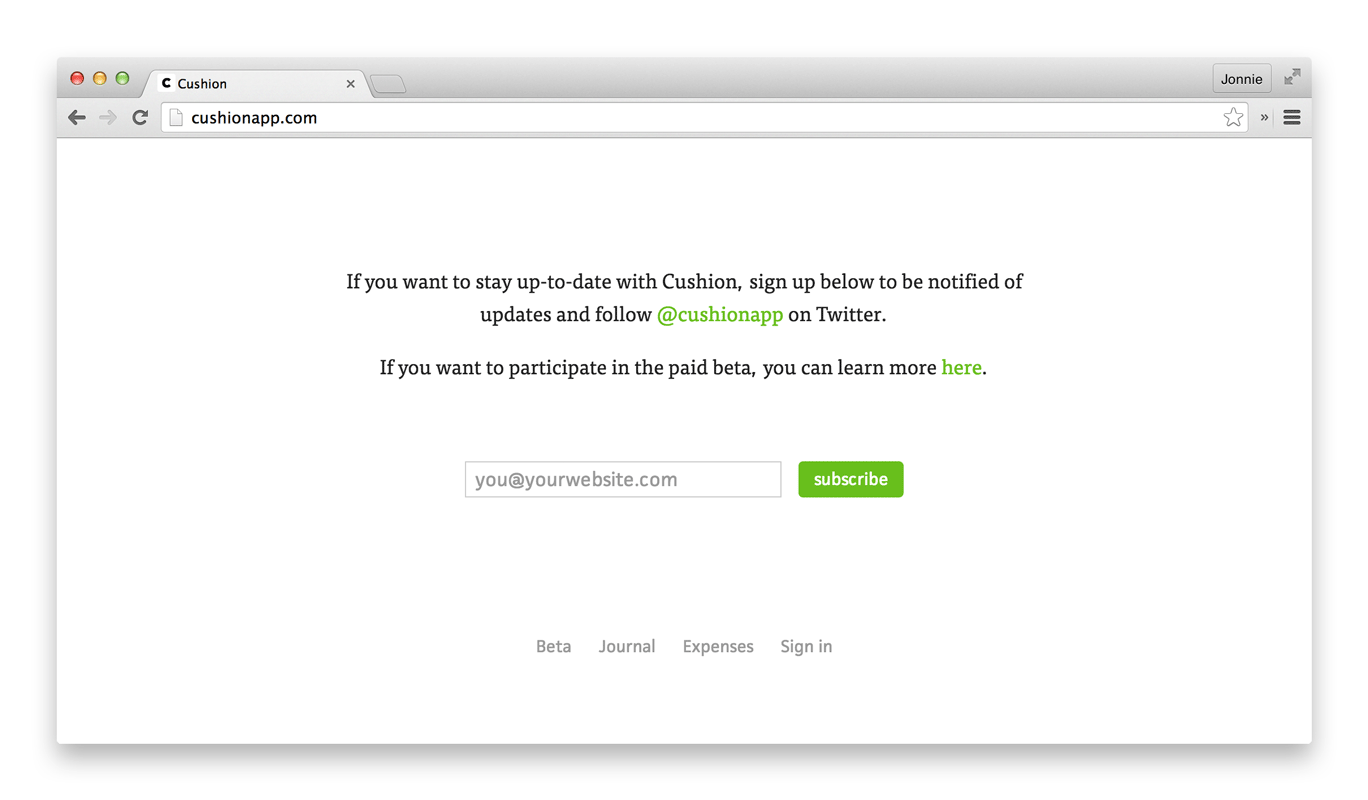 Cushion
Jonnie
cushionapp.com
If you want to stay up-to-date with Cushion, sign up below to be notified of
updates and follow @cushionapp on Twitter.
If you want to participate in the paid beta, you can learn more here.
you@yourwebsite.com subscribe
Beta Journal Expenses Sign in